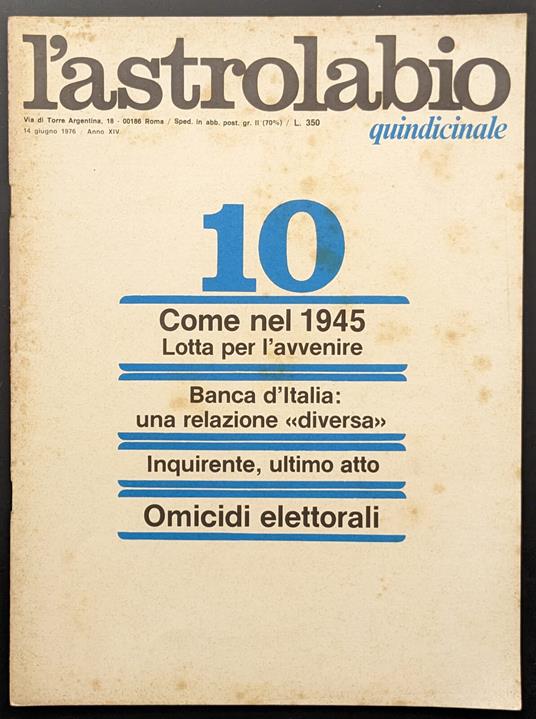 l'astrolabio
Via di Torre Argentina, 18 - 00186 Roma / Sped. in abb. post. gr. II (70%) / L. 350
14 giugno 1976 / Anno XIV
quindicinale
10
Come nel 1945
Lotta per l'avvenire
Banca d'Italia:
una relazione «diversa»
Inquirente, ultimo atto
Omicidi elettorali